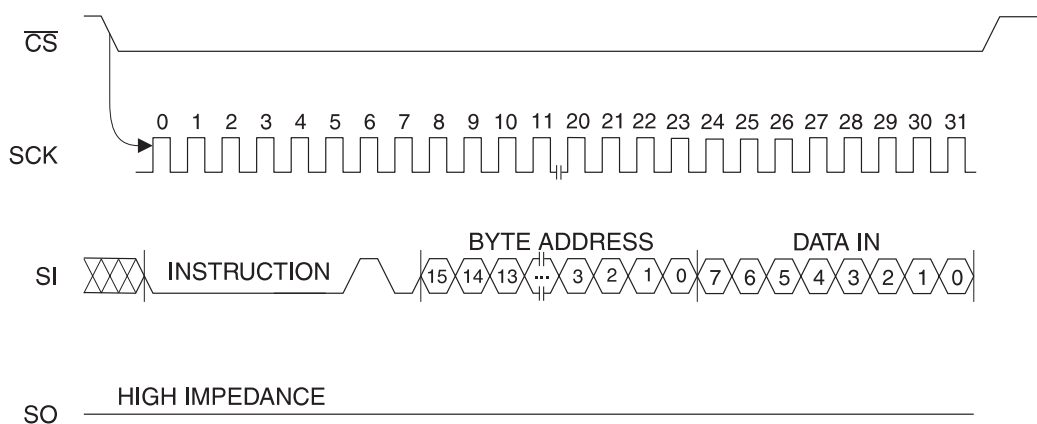 C̅S̅
0 1 2 3 4 5 6 7 8 9 10 11 20 21 22 23 24 25 26 27 28 29 30 31
SCK
BYTE ADDRESS DATA IN
SI INSTRUCTION 15 14 13 ... 3 2 1 0 7 6 5 4 3 2 1 0
HIGH IMPEDANCE
SO